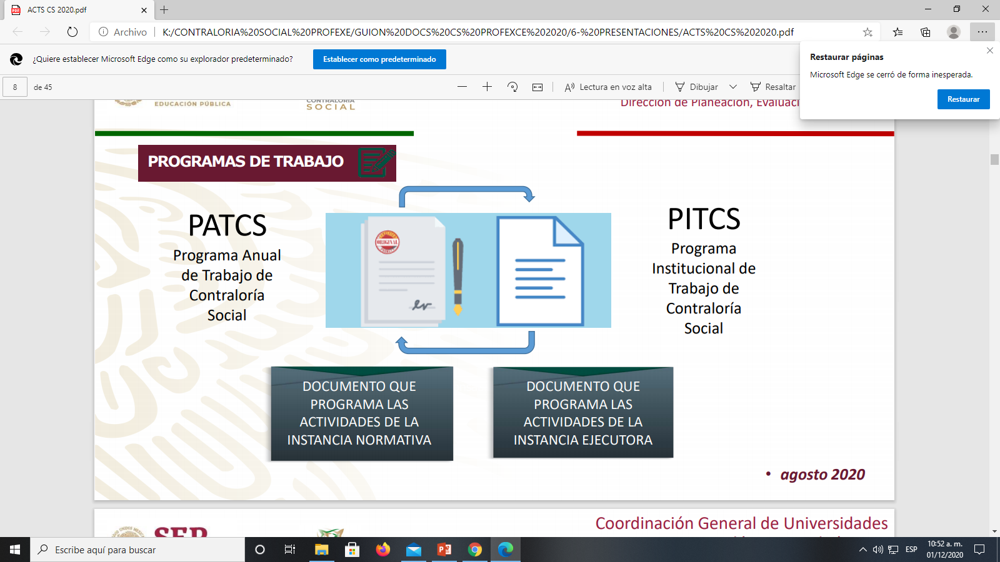 ACTS CS 2020.pdf
Archivo
K:/CONTRALORIA%20SOCIAL%20PROFEXE/GUION%20DOCS%20CS%20PROFEXCE%202020/6-%20PRESENTACIONES/ACTS%20CS%202020.pdf
¿Quiere establecer Microsoft Edge como su explorador predeterminado?
Establecer como predeterminado
Restaurar páginas
Microsoft Edge se cerró de forma inesperada.
Restaurar
8 de 45
Lectura en voz alta
Dibujar
Resaltar
EDUCACIÓN PÚBLICA
CONTRALORÍA
SOCIAL
Dirección de Planeación, Evaluaci
PROGRAMAS DE TRABAJO
PATCS
Programa Anual
de Trabajo de
Contraloría
Social
ORIGINAL
PITCS
Programa
Institucional de
Trabajo de
Contraloría
Social
DOCUMENTO QUE
PROGRAMA LAS
ACTIVIDADES DE LA
INSTANCIA NORMATIVA
DOCUMENTO QUE
PROGRAMA LAS
ACTIVIDADES DE LA
INSTANCIA EJECUTORA
• agosto 2020
SEP
Coordinación General de Universidades
Escribe aquí para buscar
ESP
10:52 a. m.
01/12/2020